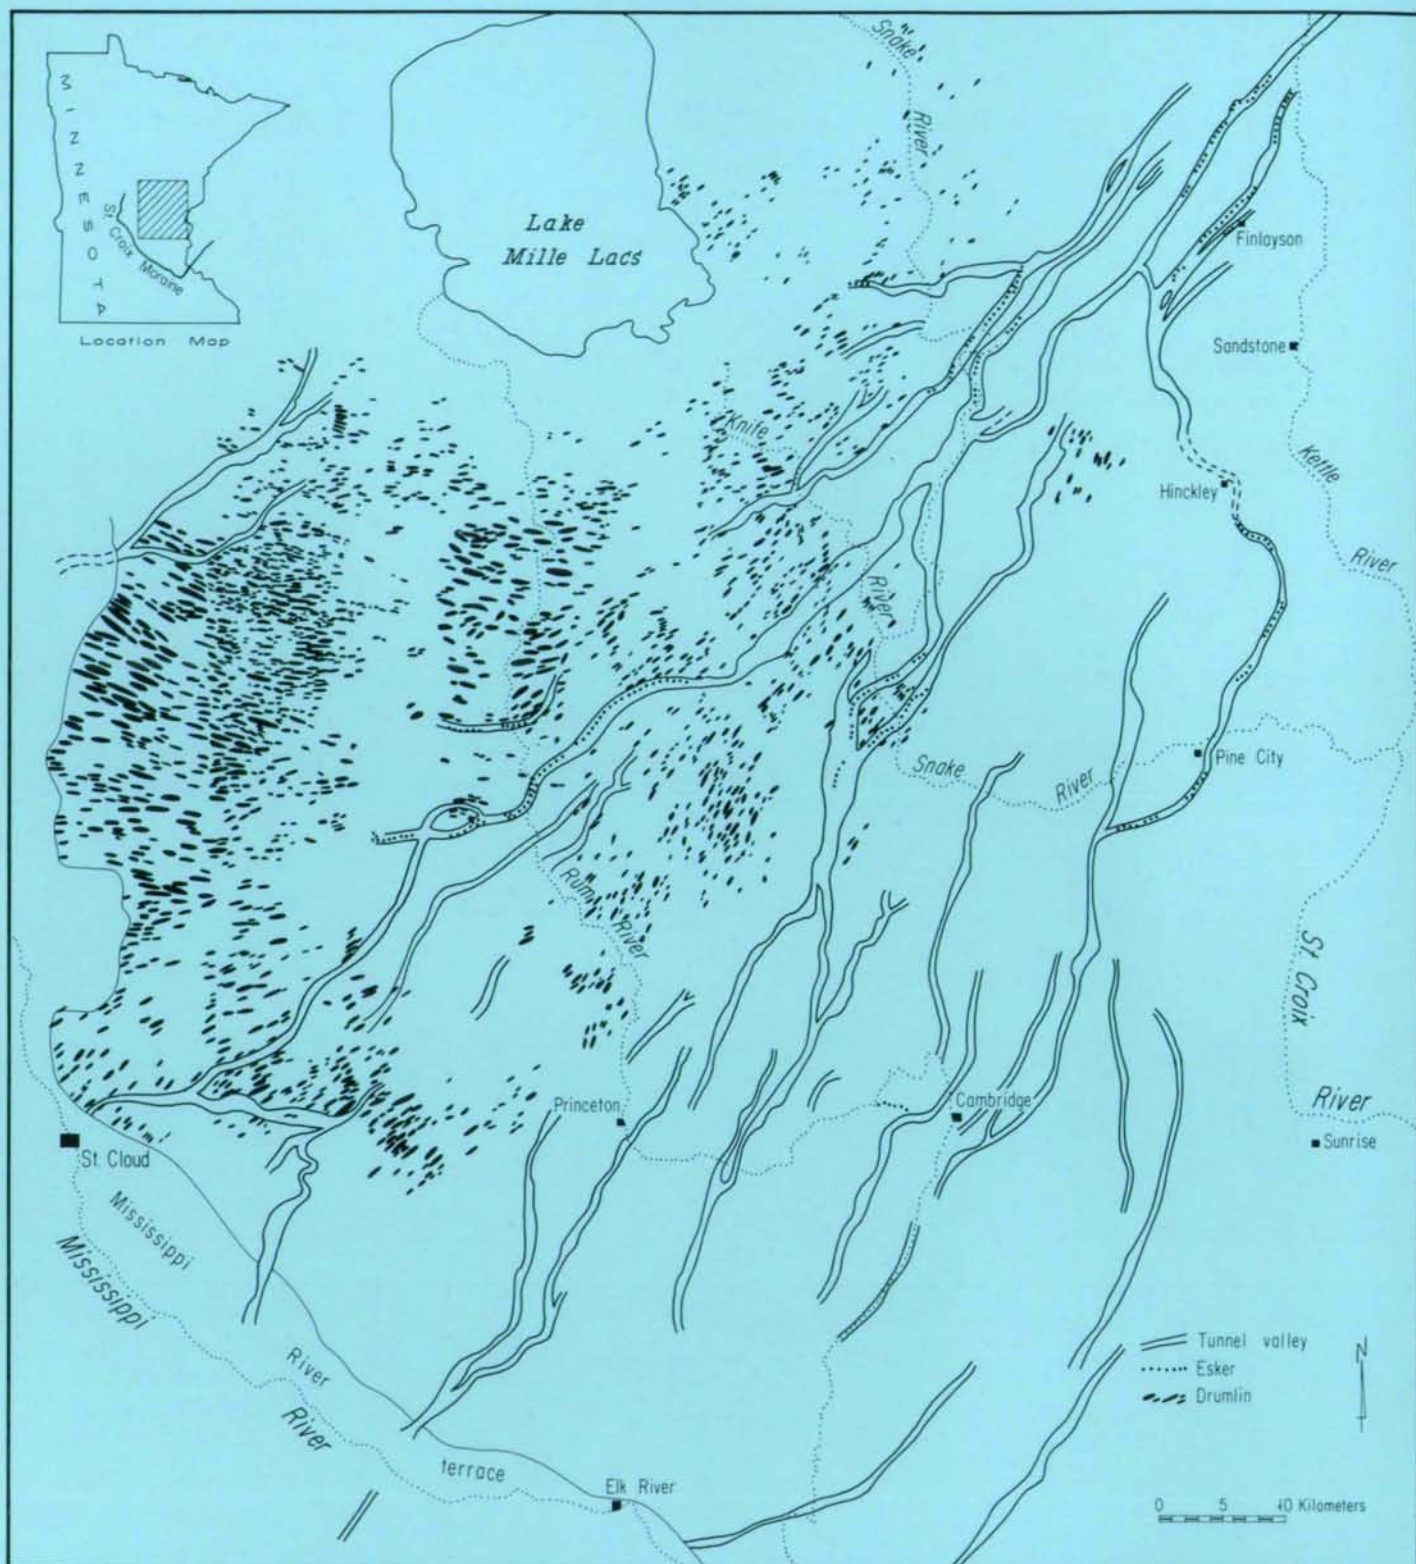 MINNESOTA
St. Croix Moraine
Location Map
Lake
Mille Lacs
Snake
River
Finlayson
Sandstone
Knife
Kettle
Hinckley
River
River
Pine City
Snake
River
Rum River
St. Croix
River
Princeton
Cambridge
Sunrise
St. Cloud
Mississippi
Mississippi
River
River
terrace
Elk River
Tunnel valley
Esker
Drumlin
N
0 5 10 Kilometers